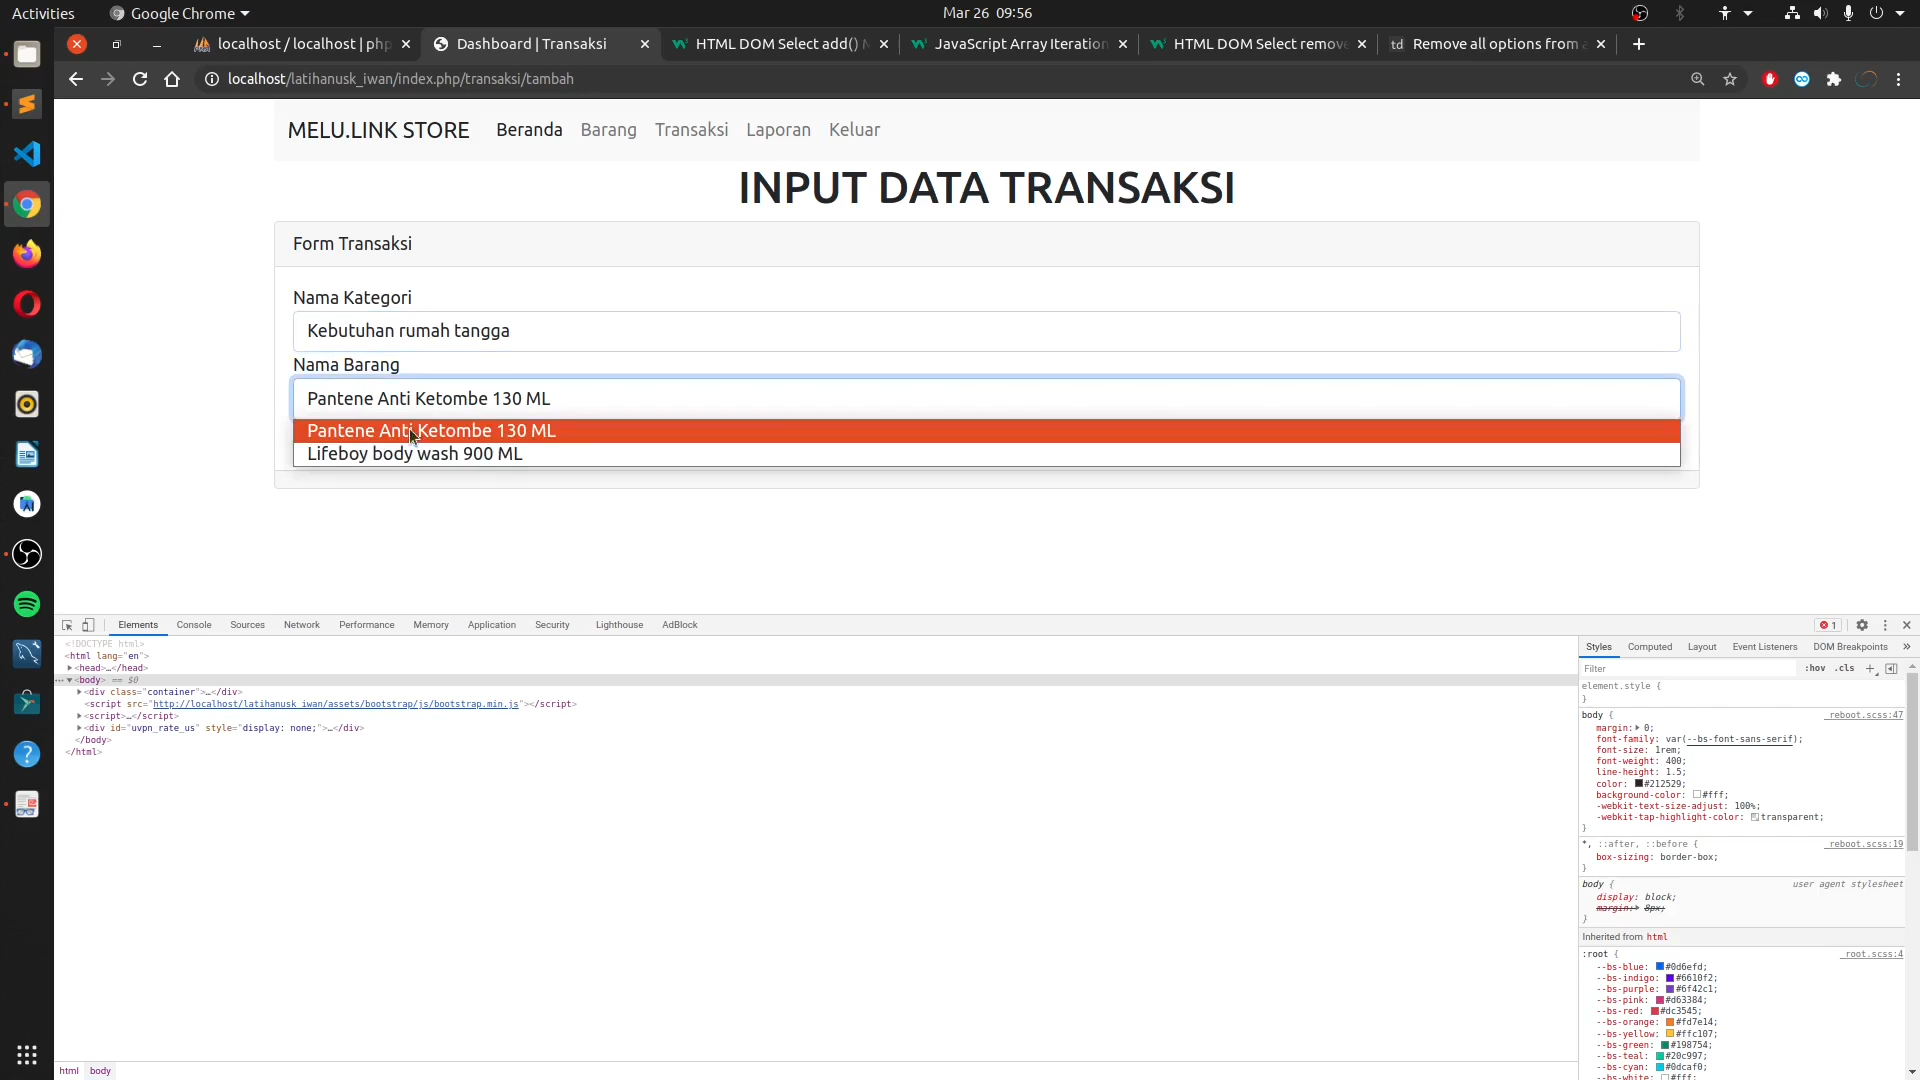 Activities Google Chrome Mar 26 09:56
localhost / localhost | php Dashboard | Transaksi HTML DOM Select add() M JavaScript Array Iteration HTML DOM Select remove Remove all options from a
localhost/latihanusk_iwan/index.php/transaksi/tambah
MELU.LINK STORE Beranda Barang Transaksi Laporan Keluar
INPUT DATA TRANSAKSI
Form Transaksi
Nama Kategori
Kebutuhan rumah tangga
Nama Barang
Pantene Anti Ketombe 130 ML
Pantene Anti Ketombe 130 ML
Lifeboy body wash 900 ML
Elements Console Sources Network Performance Memory Application Security Lighthouse AdBlock 1
<!DOCTYPE html>
<html lang="en">
<head>…</head>
<body> == $0
<div class="container">…</div>
<script src="http://localhost/latihanusk_iwan/assets/bootstrap/js/bootstrap.min.js"></script>
<script>…</script>
<div id="uvpn_rate_us" style="display: none;">…</div>
</body>
</html>
html body
Styles Computed Layout Event Listeners DOM Breakpoints »
Filter :hov .cls +
element.style {
}
body { _reboot.scss:47
margin: 0;
font-family: var(--bs-font-sans-serif);
font-size: 1rem;
font-weight: 400;
line-height: 1.5;
color: #212529;
background-color: #fff;
-webkit-text-size-adjust: 100%;
-webkit-tap-highlight-color: transparent;
}
*, ::after, ::before { _reboot.scss:19
box-sizing: border-box;
}
body { user agent stylesheet
display: block;
margin: 8px;
}
Inherited from html
:root { _root.scss:4
--bs-blue: #0d6efd;
--bs-indigo: #6610f2;
--bs-purple: #6f42c1;
--bs-pink: #d63384;
--bs-red: #dc3545;
--bs-orange: #fd7e14;
--bs-yellow: #ffc107;
--bs-green: #198754;
--bs-teal: #20c997;
--bs-cyan: #0dcaf0;
--bs-white: #fff;